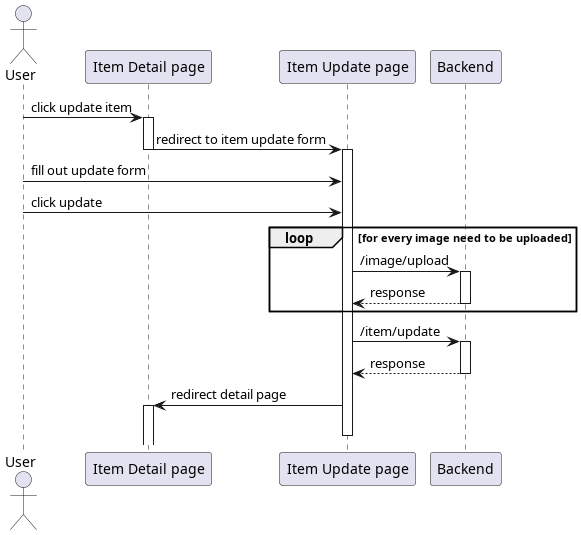 User
Item Detail page
Item Update page
Backend
click update item
redirect to item update form
fill out update form
click update
loop
[for every image need to be uploaded]
/image/upload
response
/item/update
response
redirect detail page
User
Item Detail page
Item Update page
Backend